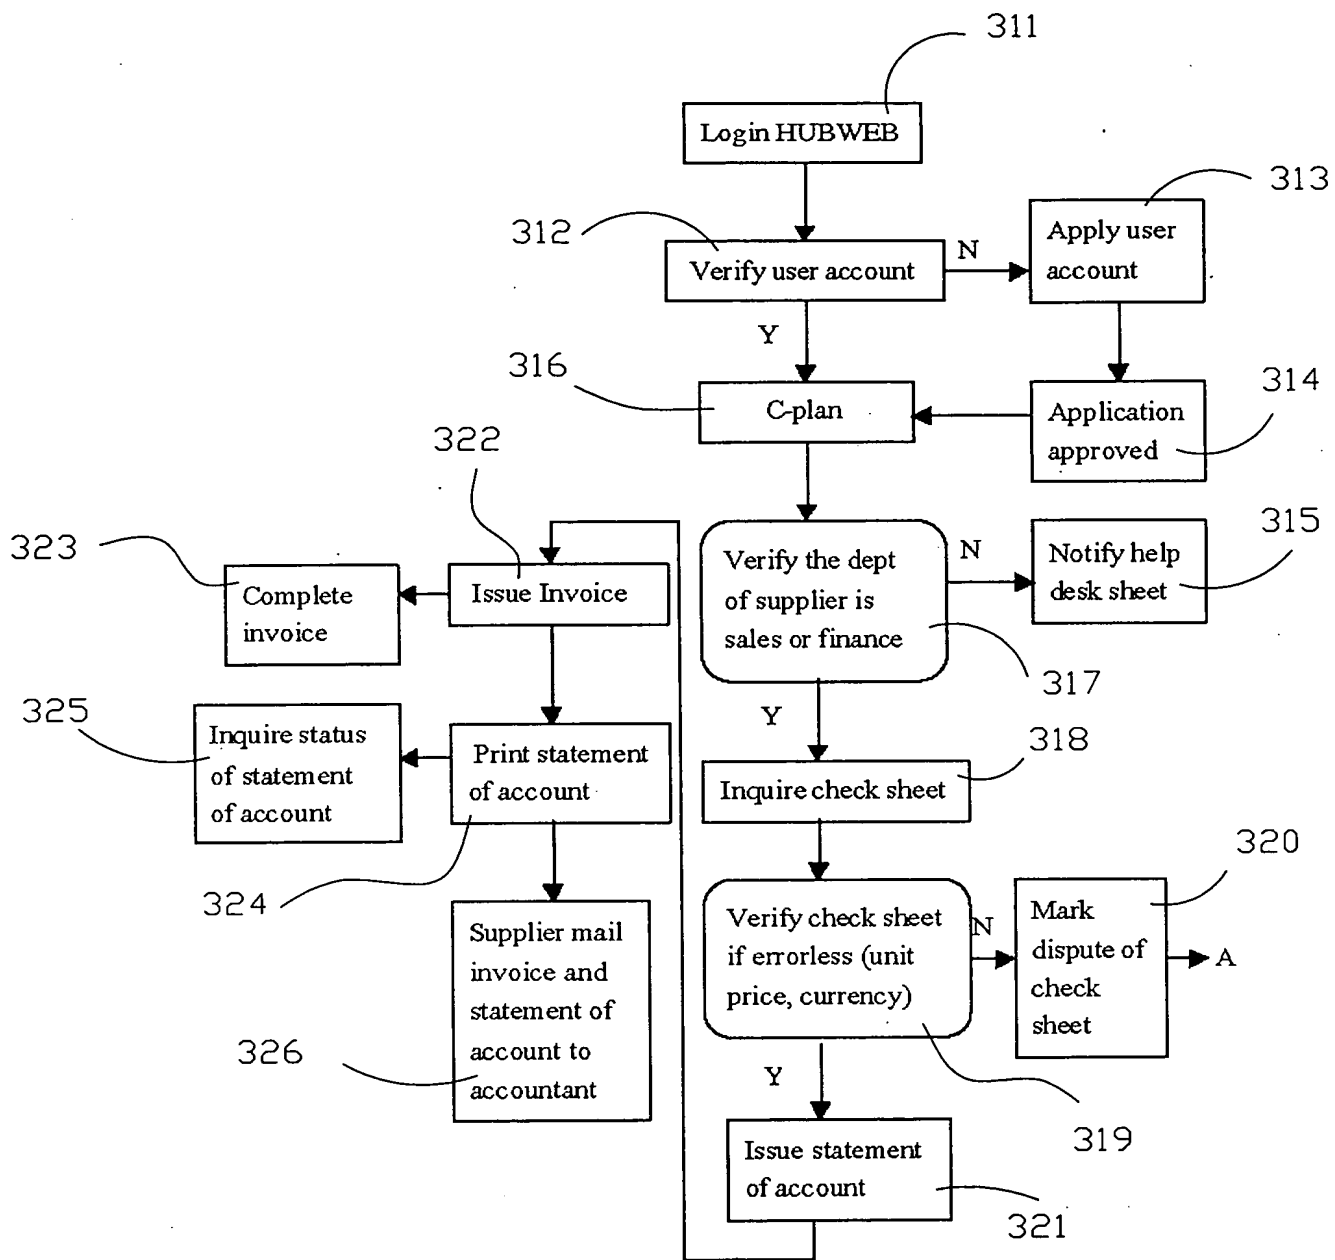 311
Login HUBWEB
313
312
Apply user
account
N
Verify user account
Y
316
C-plan
314
Application
approved
322
315
323
Verify the dept
of supplier is
sales or finance
N
Notify help
desk sheet
Issue Invoice
Complete
invoice
317
325
Y
318
Inquire status
of statement
of account
Print statement
of account
Inquire check sheet
320
324
Verify check sheet
if errorless (unit
price, currency)
N
Mark
dispute of
check
sheet
A
Supplier mail
invoice and
statement of
account to
accountant
326
Y
319
Issue statement
of account
321